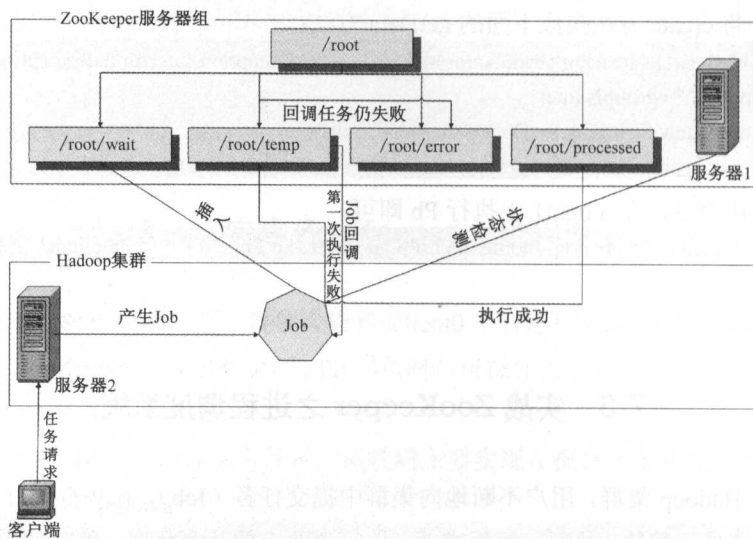 ZooKeeper服务器组
/root
回调任务仍失败
/root/wait
/root/temp
/root/error
/root/processed
服务器1
插入
第一次执行失败
Job回调
状态检测
Hadoop集群
产生Job
Job
执行成功
服务器2
任务请求
客户端